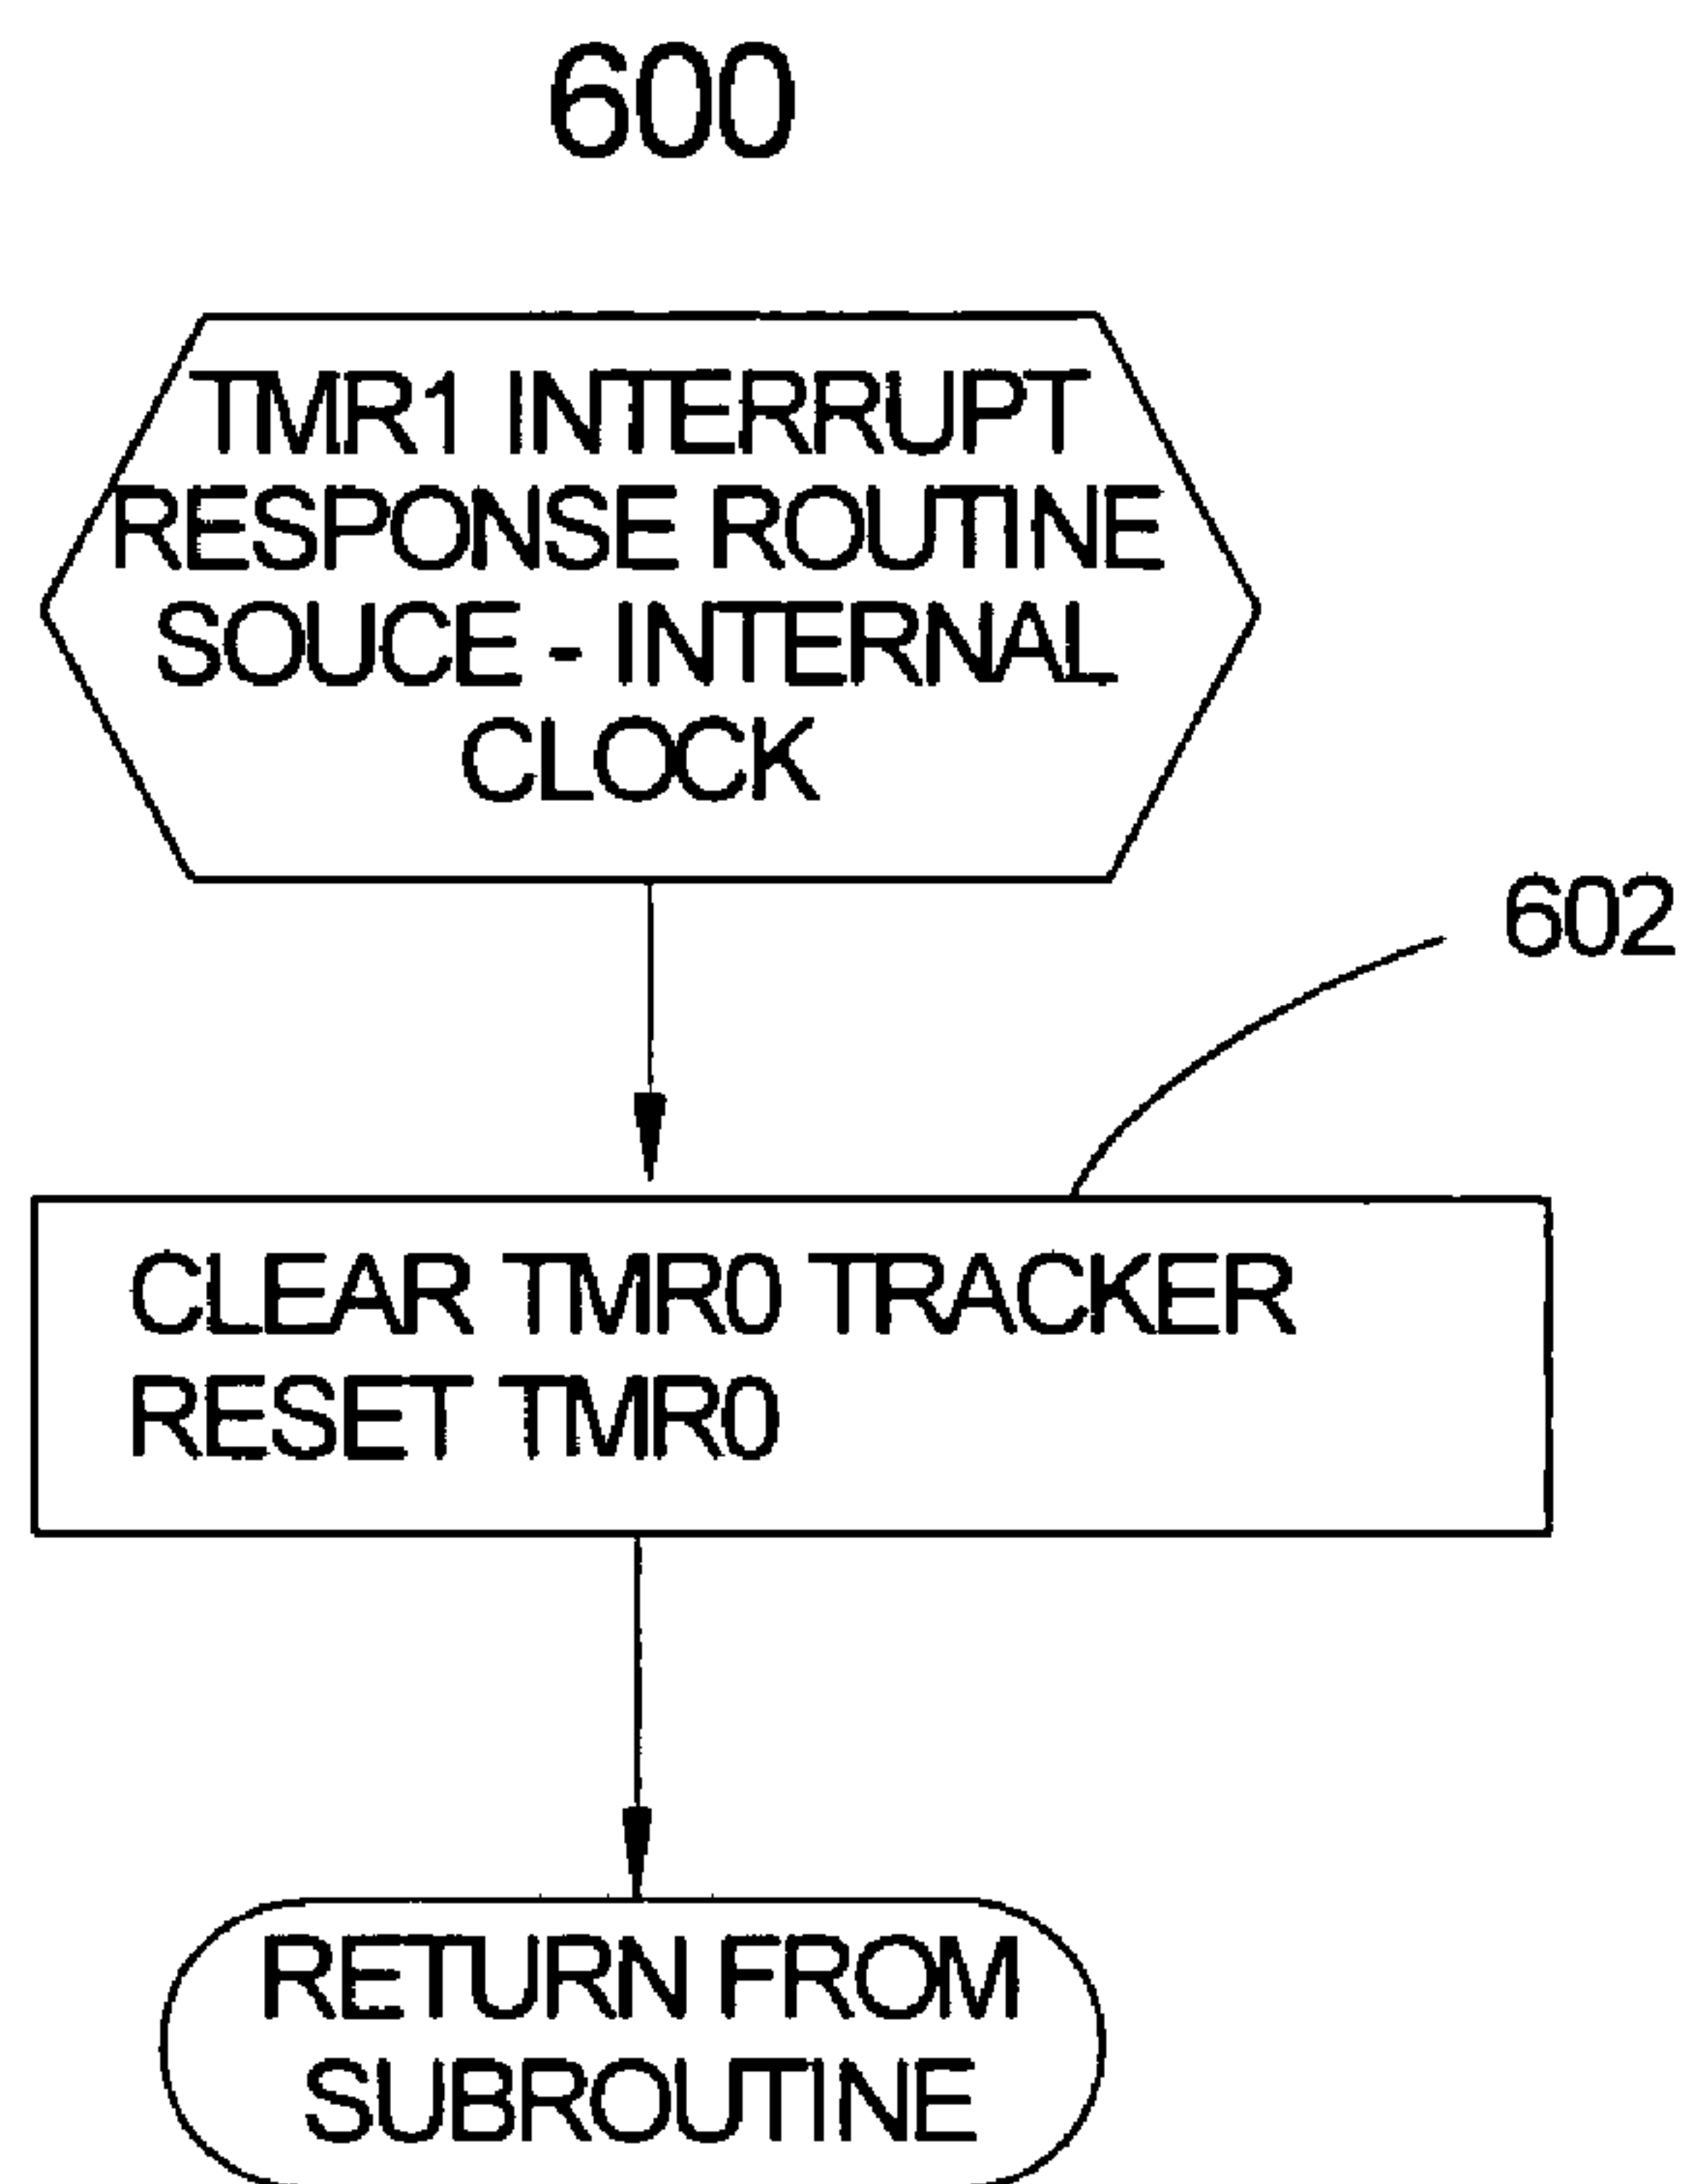 600
TMR1 INTERRUPT
RESPONSE ROUTINE
SOUCE - INTERNAL
CLOCK
602
CLEAR TMR0 TRACKER
RESET TMR0
RETURN FROM
SUBROUTINE